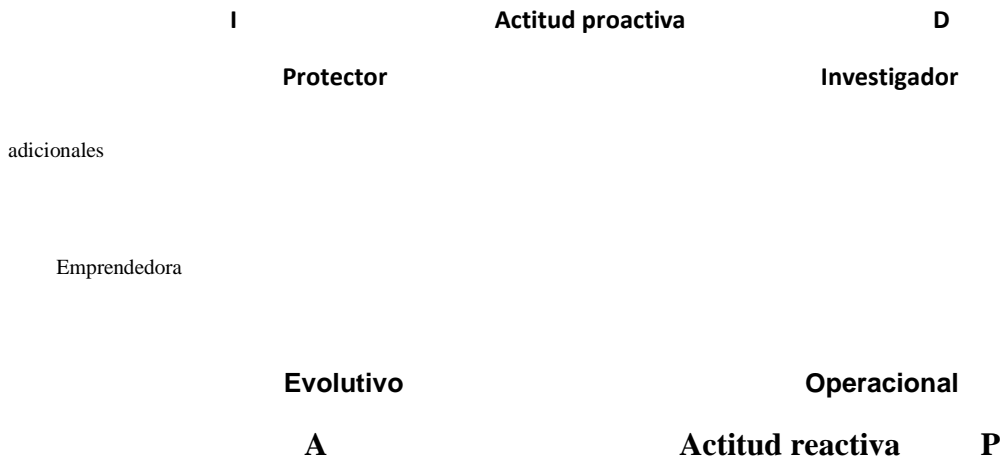 I Actitud proactiva D
Protector Investigador
adicionales
Emprendedora
Evolutivo Operacional
A Actitud reactiva P